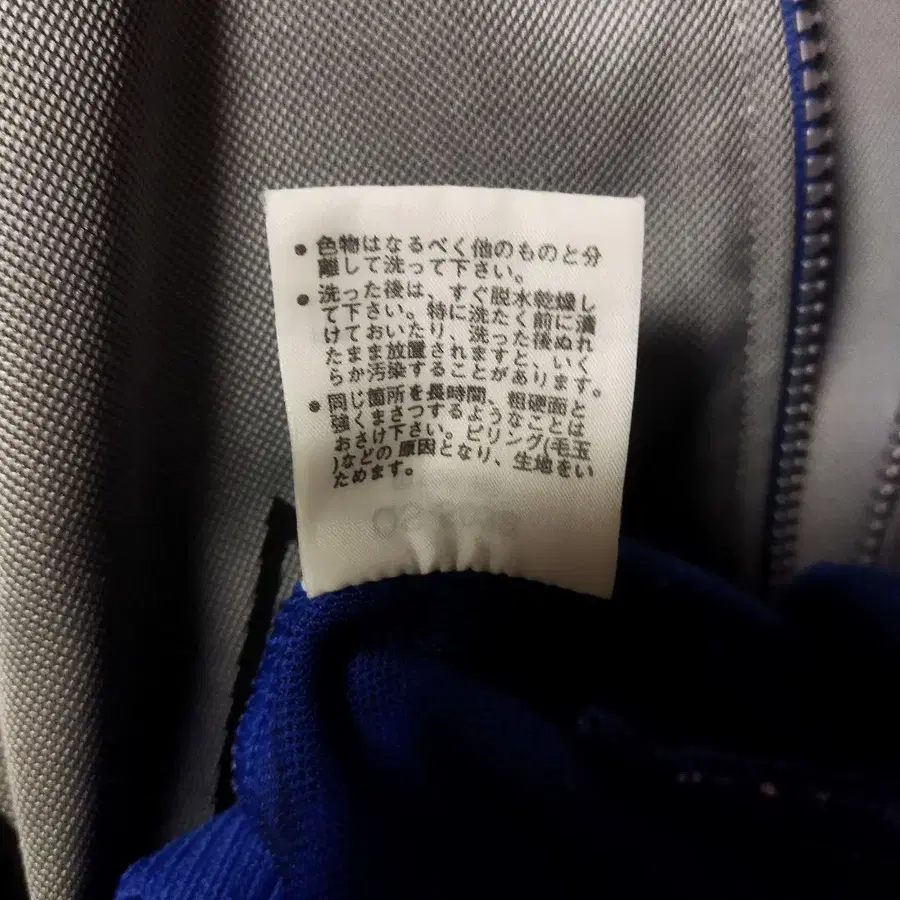 ● 色物はなるべく他のものと分
離して洗って下さい。
● 洗った後は、すぐ脱水乾燥し
て下さい。特に洗たく前に漬
けておいたり、洗った後ぬれ
たまま放置されますと、いく
らか汚染することがあります。
● 同じ箇所を長時間、粗硬面と
強くまさつするようなことは
おさけ下さい。ピリング(毛玉
)などの原因となり、生地をい
ためます。